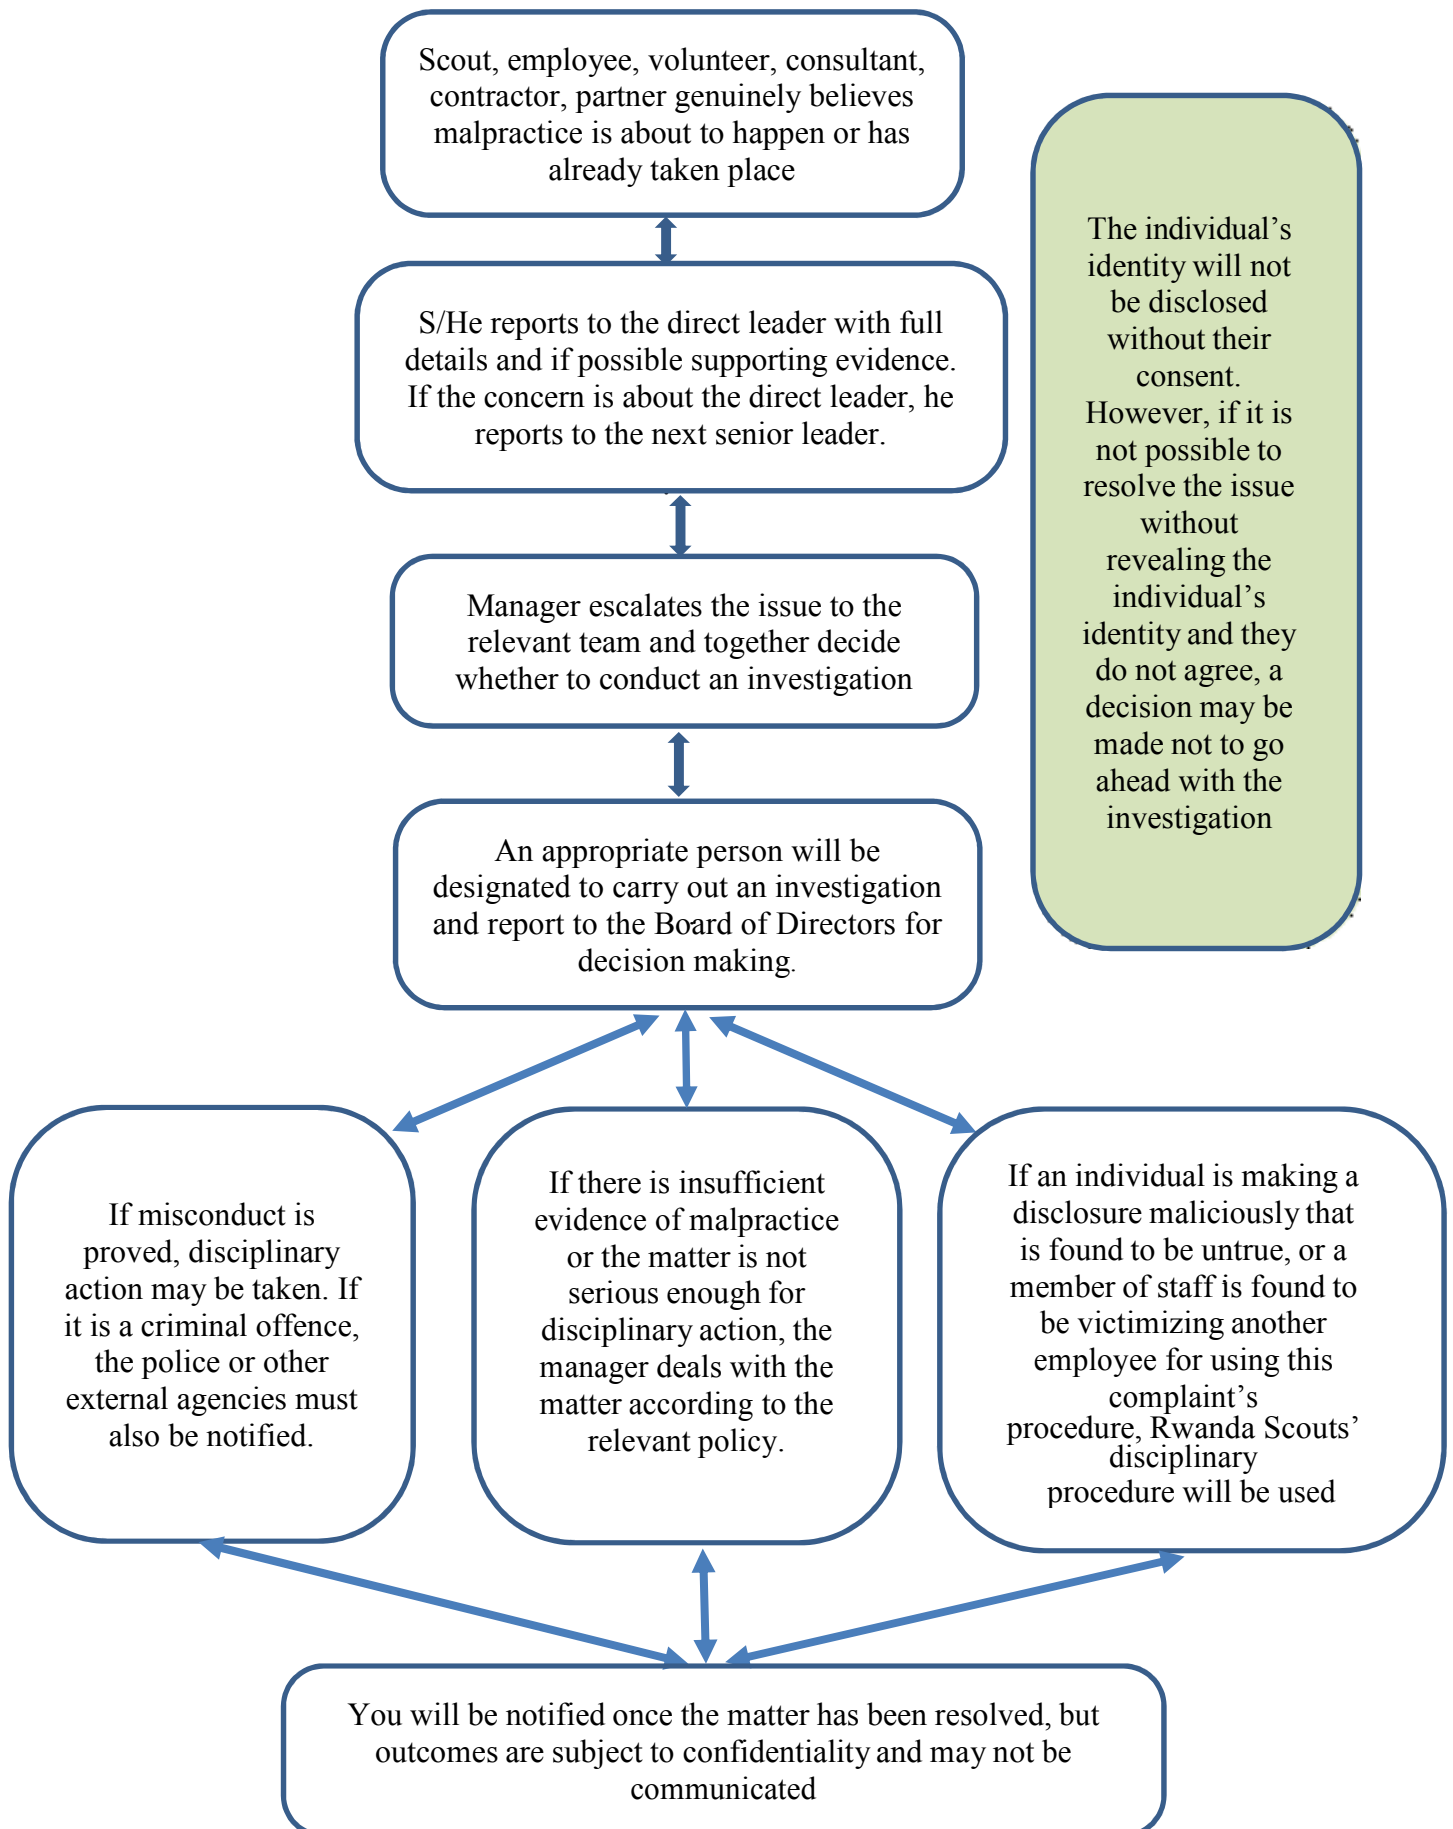 Scout, employee, volunteer, consultant,
contractor, partner genuinely believes
malpractice is about to happen or has
already taken place
S/He reports to the direct leader with full
details and if possible supporting evidence.
If the concern is about the direct leader, he
reports to the next senior leader.
Manager escalates the issue to the
relevant team and together decide
whether to conduct an investigation
An appropriate person will be
designated to carry out an investigation
and report to the Board of Directors for
decision making.
The individual’s
identity will not
be disclosed
without their
consent.
However, if it is
not possible to
resolve the issue
without
revealing the
individual’s
identity and they
do not agree, a
decision may be
made not to go
ahead with the
investigation
If misconduct is
proved, disciplinary
action may be taken. If
it is a criminal offence,
the police or other
external agencies must
also be notified.
If there is insufficient
evidence of malpractice
or the matter is not
serious enough for
disciplinary action, the
manager deals with the
matter according to the
relevant policy.
If an individual is making a
disclosure maliciously that
is found to be untrue, or a
member of staff is found to
be victimizing another
employee for using this
complaint’s
procedure, Rwanda Scouts’
disciplinary
procedure will be used
You will be notified once the matter has been resolved, but
outcomes are subject to confidentiality and may not be
communicated